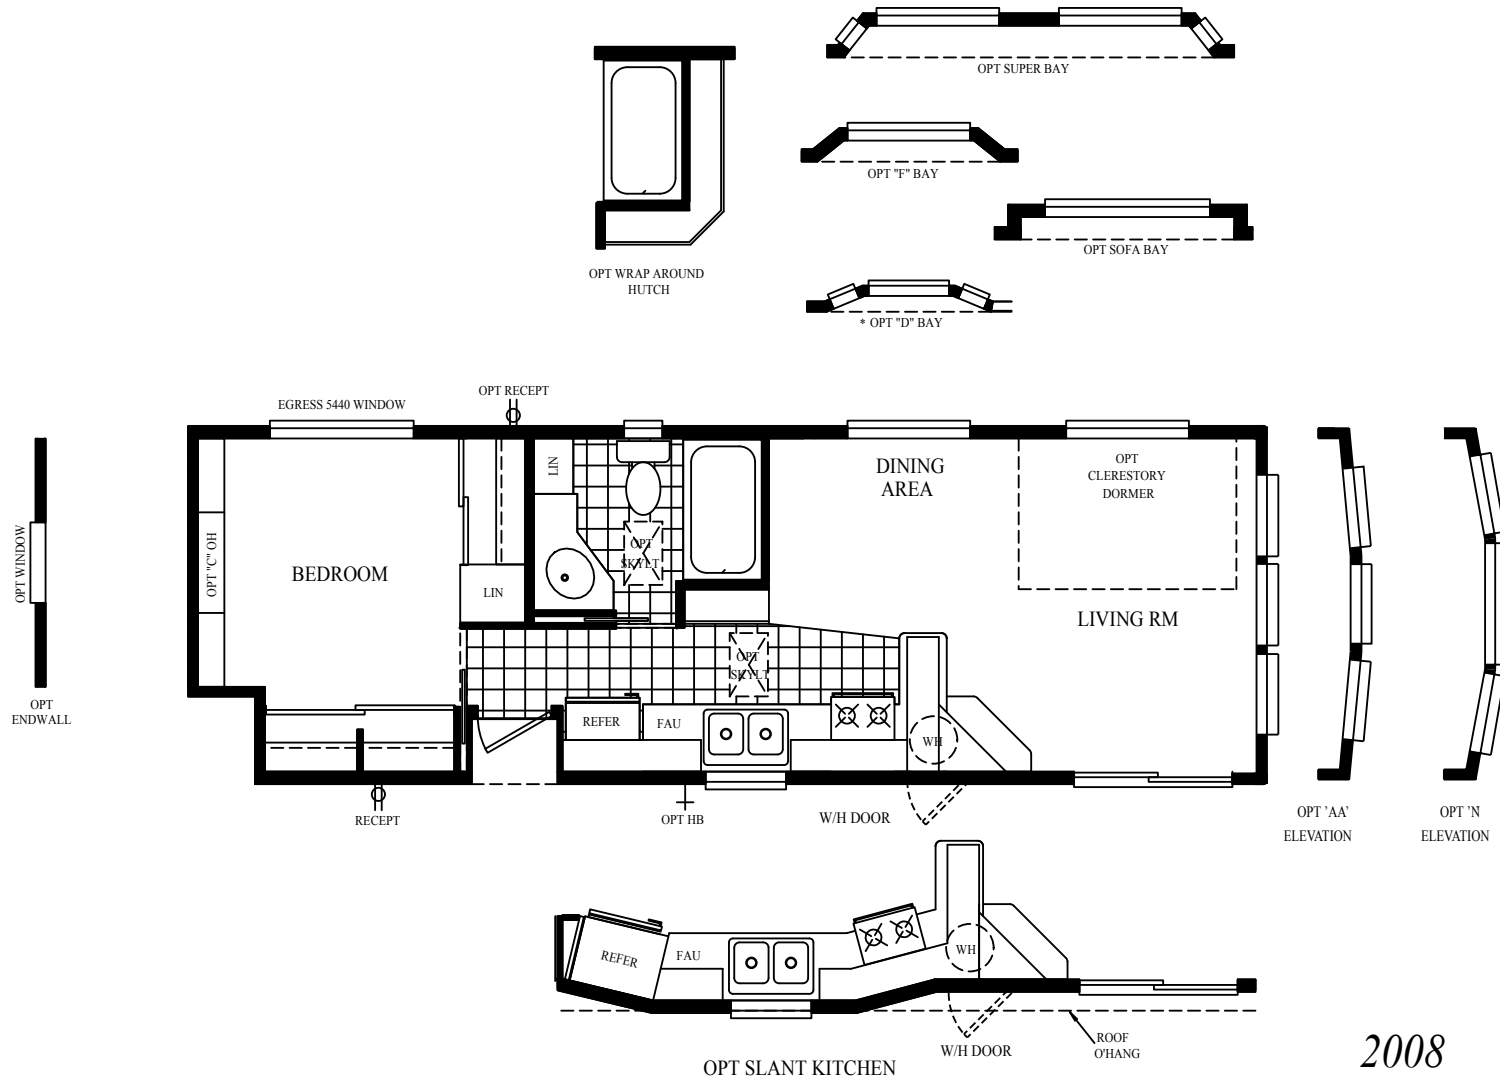 OPT SUPER BAY
OPT "F" BAY
OPT SOFA BAY
OPT WRAP AROUND
HUTCH
* OPT "D" BAY
OPT RECEPT
EGRESS 5440 WINDOW
OPT WINDOW
OPT
ENDWALL
OPT "C" OH
BEDROOM
LIN
LIN
OPT
SKYLT
DINING
AREA
OPT
CLERESTORY
DORMER
LIVING RM
OPT
SKYLT
REFER
FAU
WH
RECEPT
OPT HB
W/H DOOR
OPT 'AA'
ELEVATION
OPT 'N
ELEVATION
REFER
FAU
WH
W/H DOOR
ROOF
O'HANG
OPT SLANT KITCHEN
2008